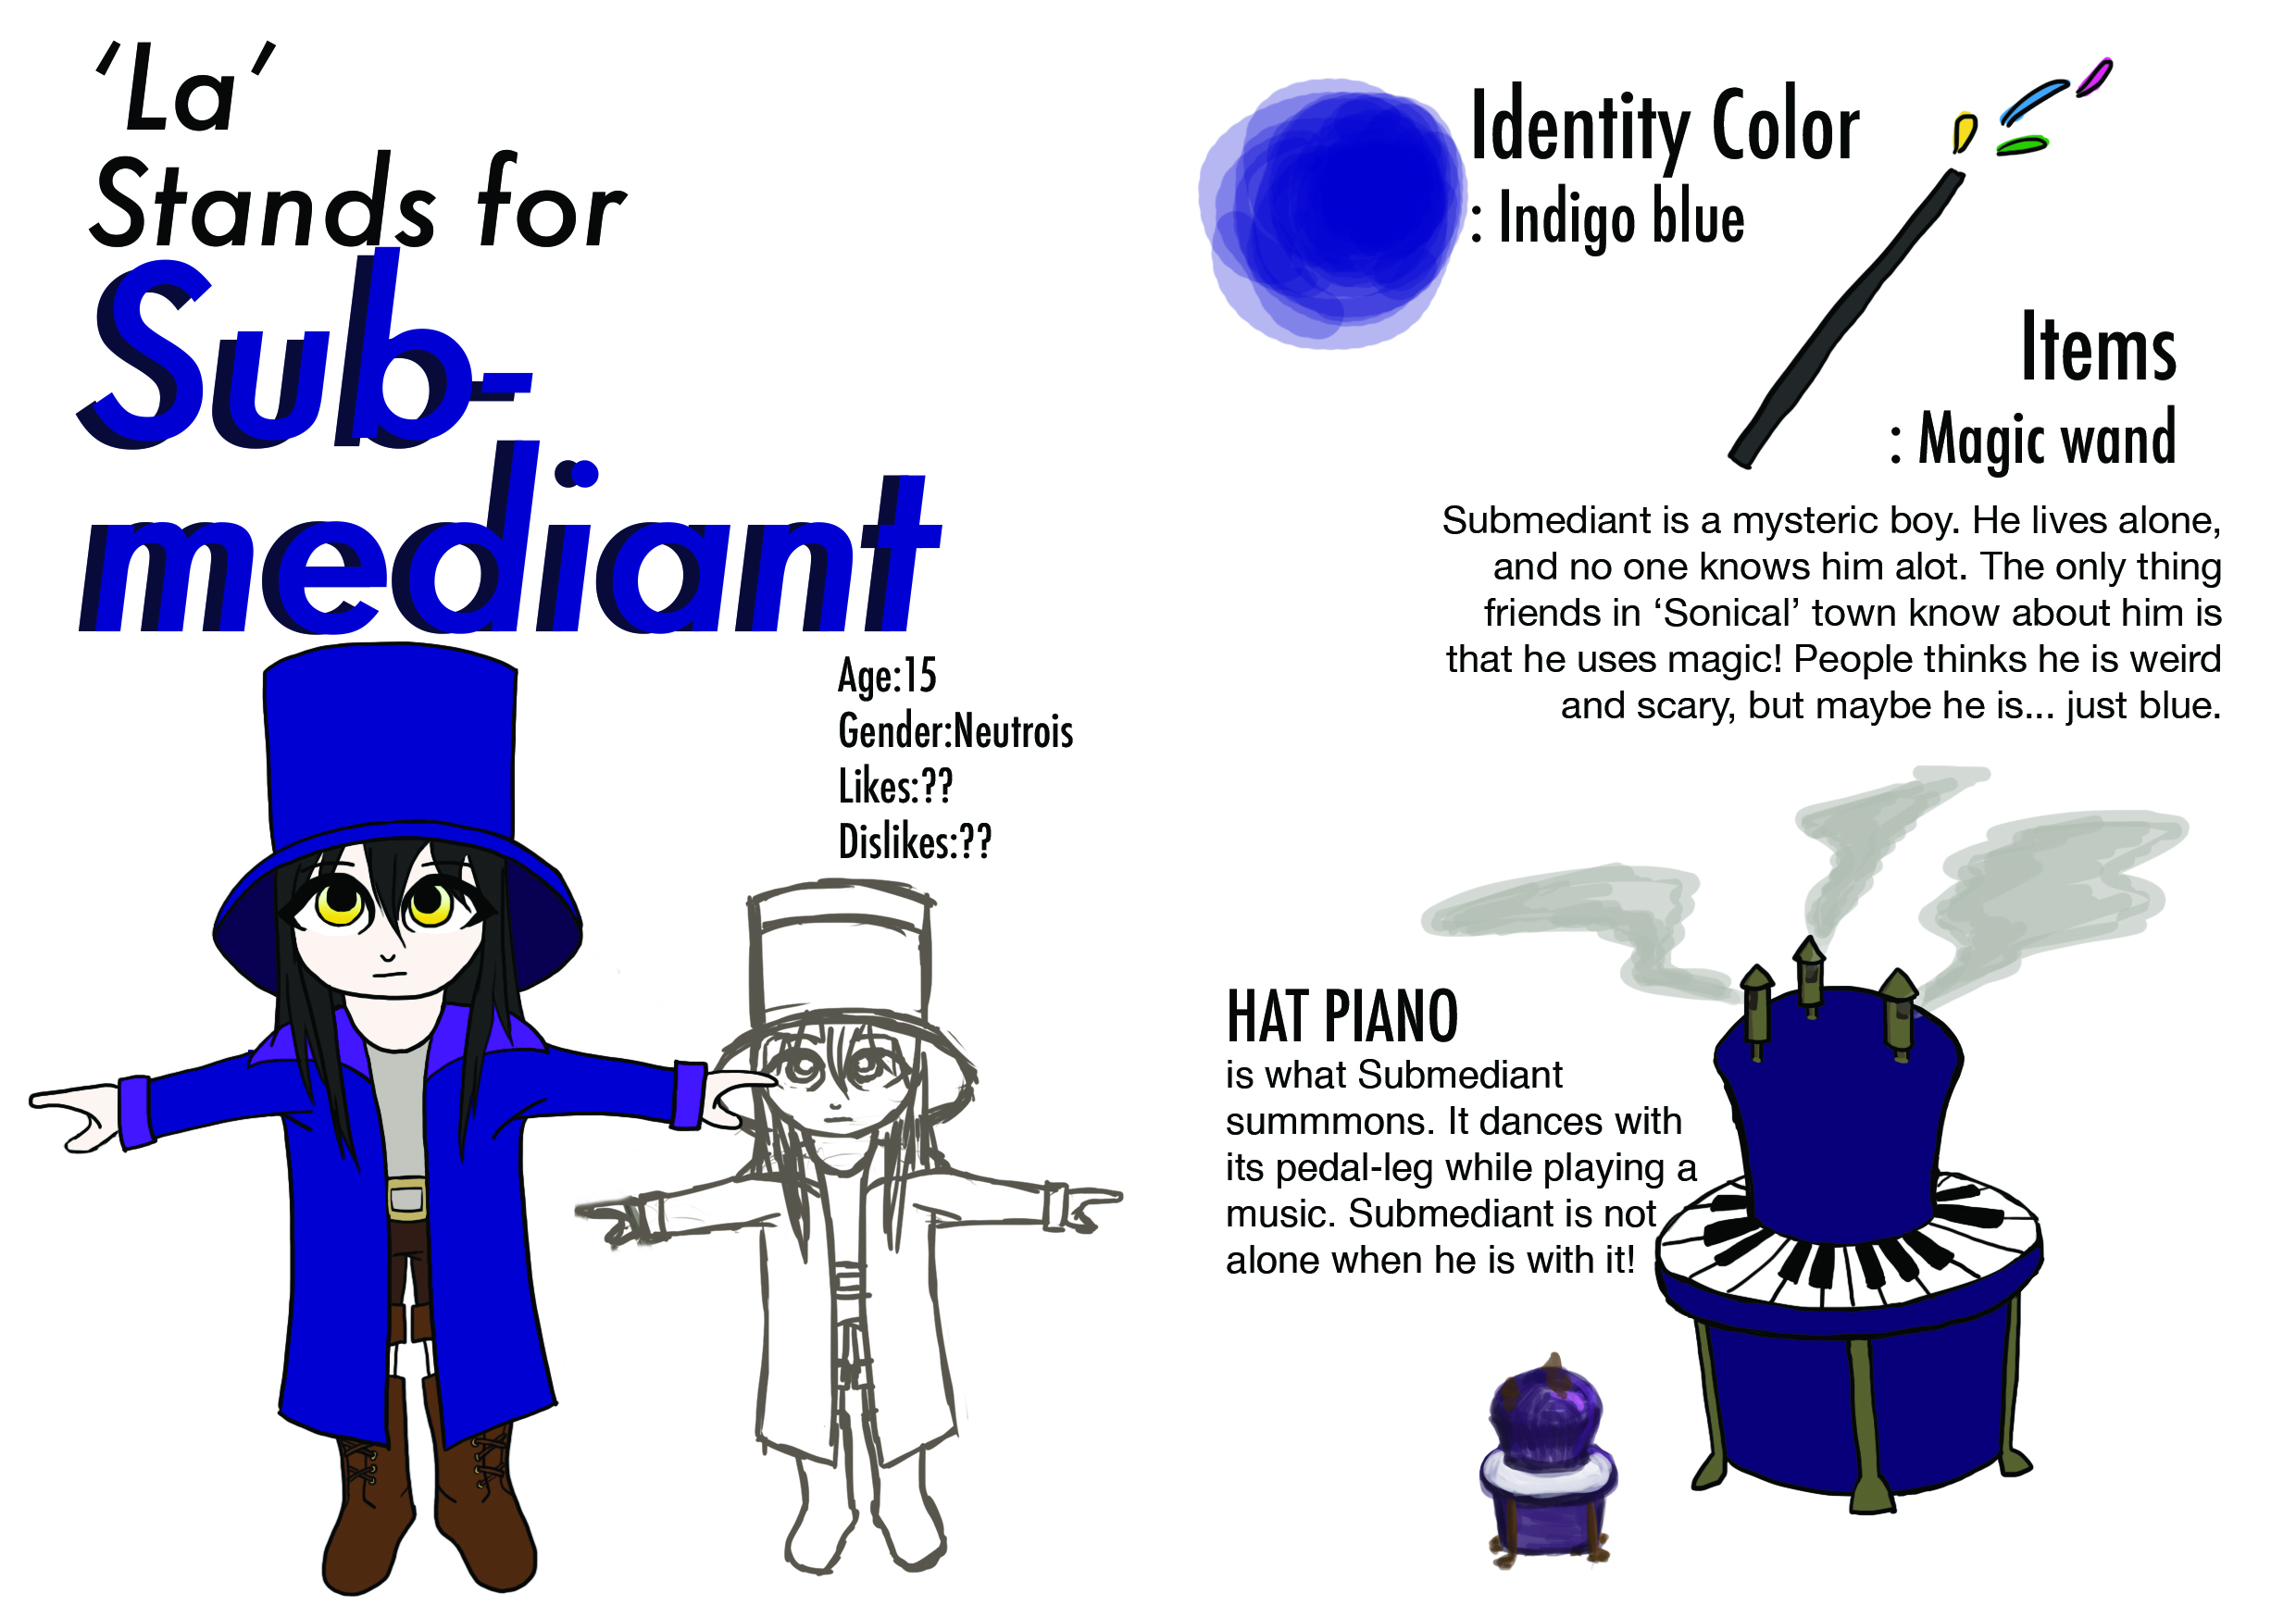 ‘La’
Stands for
Sub-
mediant
Age:15
Gender:Neutrois
Likes:??
Dislikes:??
Identity Color
: Indigo blue
Items
: Magic wand
Submediant is a mysteric boy. He lives alone,
and no one knows him alot. The only thing
friends in ‘Sonical’ town know about him is
that he uses magic! People thinks he is weird
and scary, but maybe he is... just blue.
HAT PIANO
is what Submediant
summmons. It dances with
its pedal-leg while playing a
music. Submediant is not
alone when he is with it!